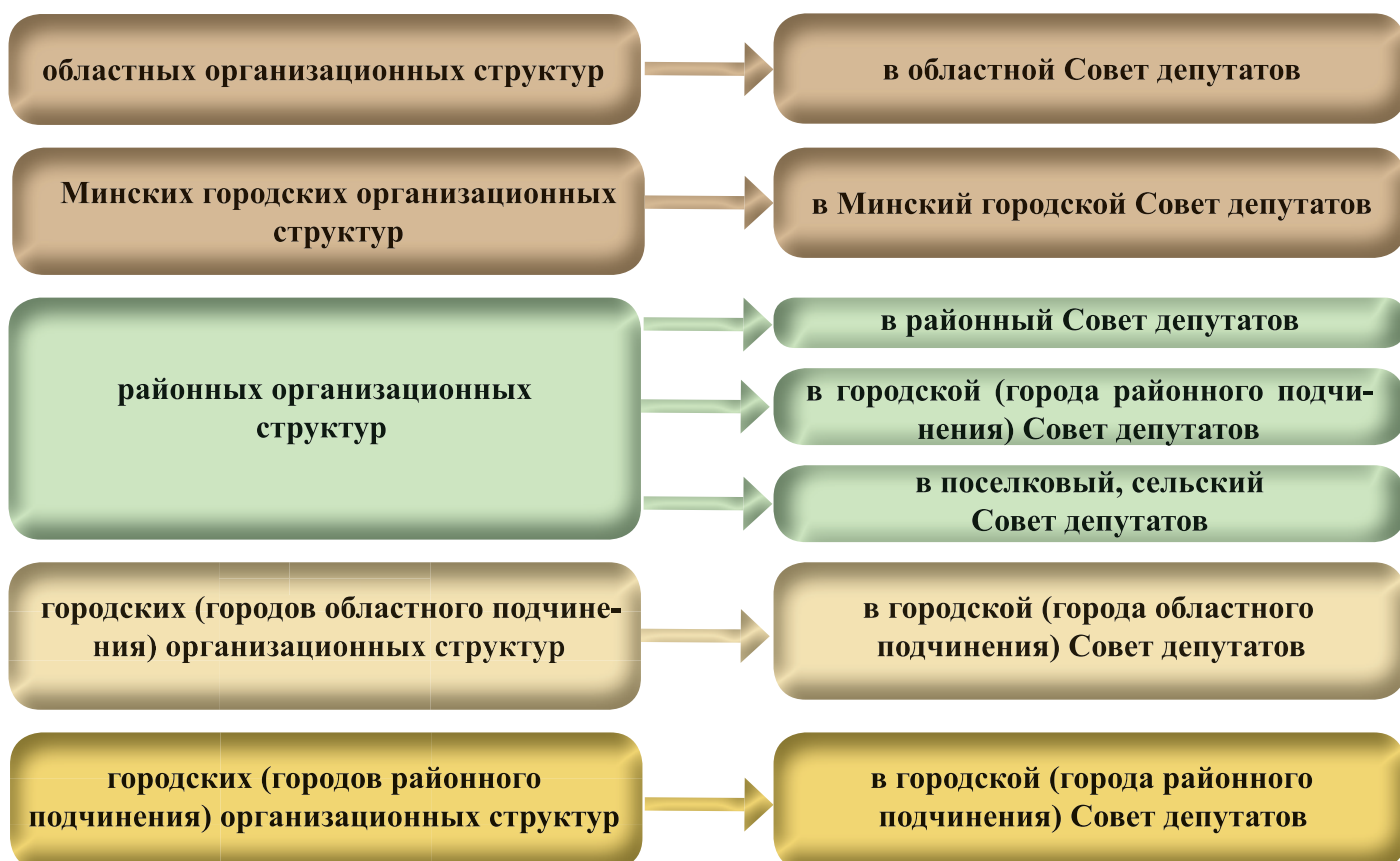 областных организационных структур
в областной Совет депутатов
Минских городских организационных
структур
в Минский городской Совет депутатов
районных организационных
структур
в районный Совет депутатов
в городской (города районного подчи-
нения) Совет депутатов
в поселковый, сельский
Совет депутатов
городских (городов областного подчине-
ния) организационных структур
в городской (города областного
подчинения) Совет депутатов
городских (городов районного
подчинения) организационных структур
в городской (города районного
подчинения) Совет депутатов